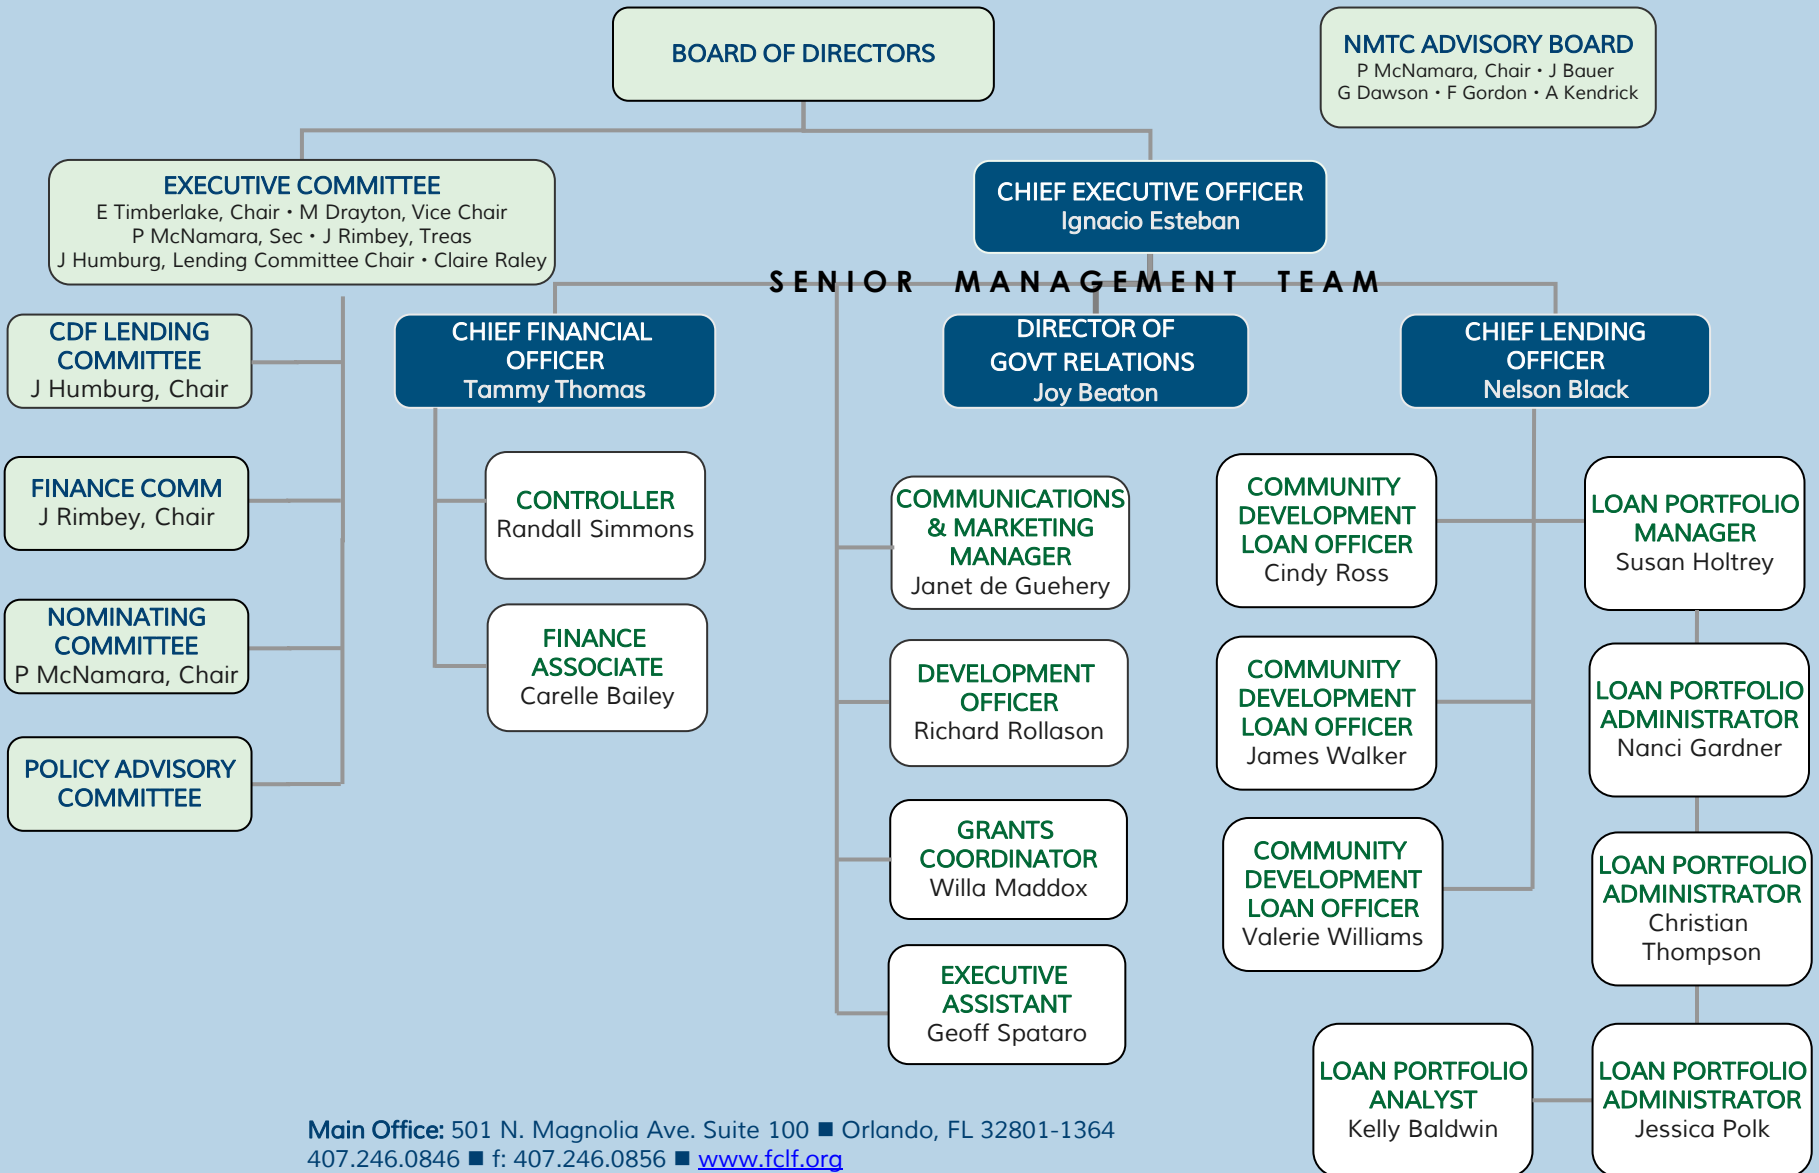 BOARD OF DIRECTORS
NMTC ADVISORY BOARD
P McNamara, Chair • J Bauer
G Dawson • F Gordon • A Kendrick
EXECUTIVE COMMITTEE
E Timberlake, Chair • M Drayton, Vice Chair
P McNamara, Sec • J Rimbey, Treas
J Humburg, Lending Committee Chair • Claire Raley
CHIEF EXECUTIVE OFFICER
Ignacio Esteban
SENIOR MANAGEMENT TEAM
CDF LENDING
COMMITTEE
J Humburg, Chair
CHIEF FINANCIAL
OFFICER
Tammy Thomas
DIRECTOR OF
GOVT RELATIONS
Joy Beaton
CHIEF LENDING
OFFICER
Nelson Black
FINANCE COMM
J Rimbey, Chair
NOMINATING
COMMITTEE
P McNamara, Chair
POLICY ADVISORY
COMMITTEE
CONTROLLER
Randall Simmons
FINANCE
ASSOCIATE
Carelle Bailey
COMMUNICATIONS
& MARKETING
MANAGER
Janet de Guehery
DEVELOPMENT
OFFICER
Richard Rollason
GRANTS
COORDINATOR
Willa Maddox
EXECUTIVE
ASSISTANT
Geoff Spataro
COMMUNITY
DEVELOPMENT
LOAN OFFICER
Cindy Ross
COMMUNITY
DEVELOPMENT
LOAN OFFICER
James Walker
COMMUNITY
DEVELOPMENT
LOAN OFFICER
Valerie Williams
LOAN PORTFOLIO
MANAGER
Susan Holtrey
LOAN PORTFOLIO
ADMINISTRATOR
Nanci Gardner
LOAN PORTFOLIO
ADMINISTRATOR
Christian
Thompson
LOAN PORTFOLIO
ANALYST
Kelly Baldwin
LOAN PORTFOLIO
ADMINISTRATOR
Jessica Polk
Main Office: 501 N. Magnolia Ave. Suite 100 ■ Orlando, FL 32801-1364
407.246.0846 ■ f: 407.246.0856 ■ www.fclf.org